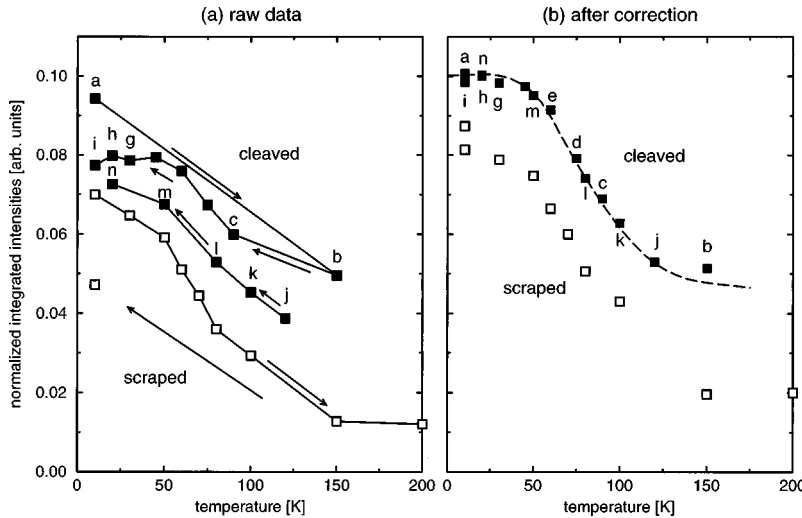 (a) raw data
(b) after correction
normalized integrated intensities [arb. units]
0.10
0.08
0.06
0.04
0.02
0.00
a
i
h
g
n
m
c
l
k
j
b
cleaved
scraped
0
50
100
150
200
temperature [K]
a
n
i
h
g
m
e
d
l
c
k
j
b
cleaved
scraped
0
50
100
150
200
temperature [K]